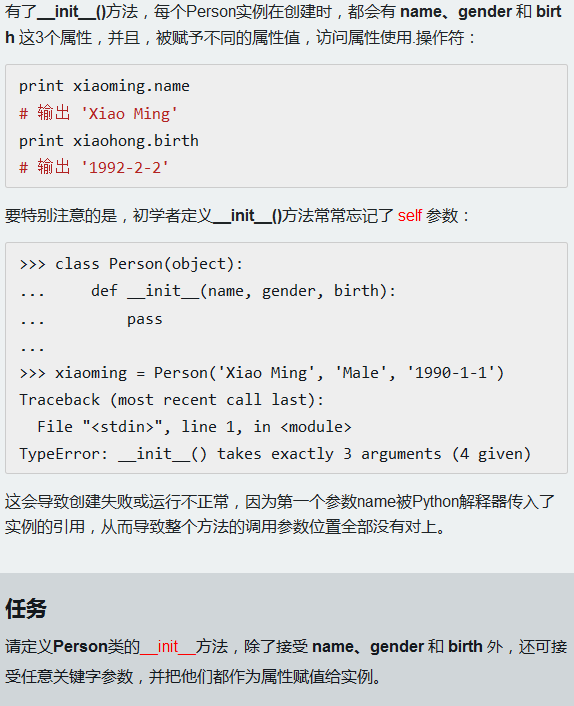 有了__init__()方法，每个Person实例在创建时，都会有 name、gender 和 birt
h 这3个属性，并且，被赋予不同的属性值，访问属性使用.操作符：
print xiaoming.name
# 输出 'Xiao Ming'
print xiaohong.birth
# 输出 '1992-2-2'
要特别注意的是，初学者定义__init__()方法常常忘记了 self 参数：
>>> class Person(object):
...     def __init__(name, gender, birth):
...         pass
...
>>> xiaoming = Person('Xiao Ming', 'Male', '1990-1-1')
Traceback (most recent call last):
  File "<stdin>", line 1, in <module>
TypeError: __init__() takes exactly 3 arguments (4 given)
这会导致创建失败或运行不正常，因为第一个参数name被Python解释器传入了
实例的引用，从而导致整个方法的调用参数位置全部没有对上。
任务
请定义Person类的__init__方法，除了接受 name、gender 和 birth 外，还可接
受任意关键字参数，并把他们都作为属性赋值给实例。